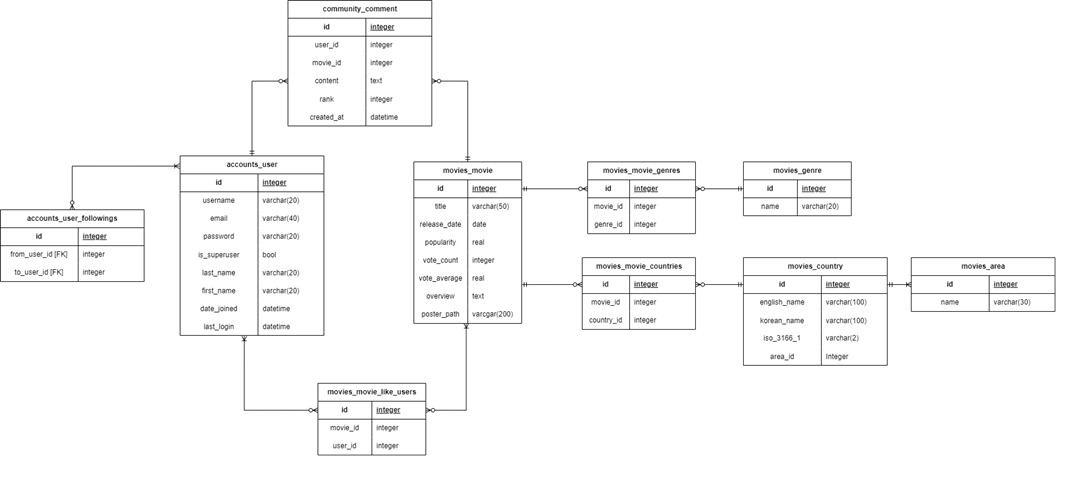 community_comment
id integer
user_id integer
movie_id integer
content text
rank integer
created_at datetime
accounts_user
id integer
username varchar(20)
email varchar(40)
password varchar(20)
is_superuser bool
last_name varchar(20)
first_name varchar(20)
date_joined datetime
last_login datetime
accounts_user_followings
id integer
from_user_id [FK] integer
to_user_id [FK] integer
movies_movie
id integer
title varchar(50)
release_date date
popularity real
vote_count integer
vote_average real
overview text
poster_path varcgar(200)
movies_movie_genres
id integer
movie_id integer
genre_id integer
movies_genre
id integer
name varchar(20)
movies_movie_countries
id integer
movie_id integer
country_id integer
movies_country
id integer
english_name varchar(100)
korean_name varchar(100)
iso_3166_1 varchar(2)
area_id Integer
movies_area
id integer
name varchar(30)
movies_movie_like_users
id integer
movie_id integer
user_id integer